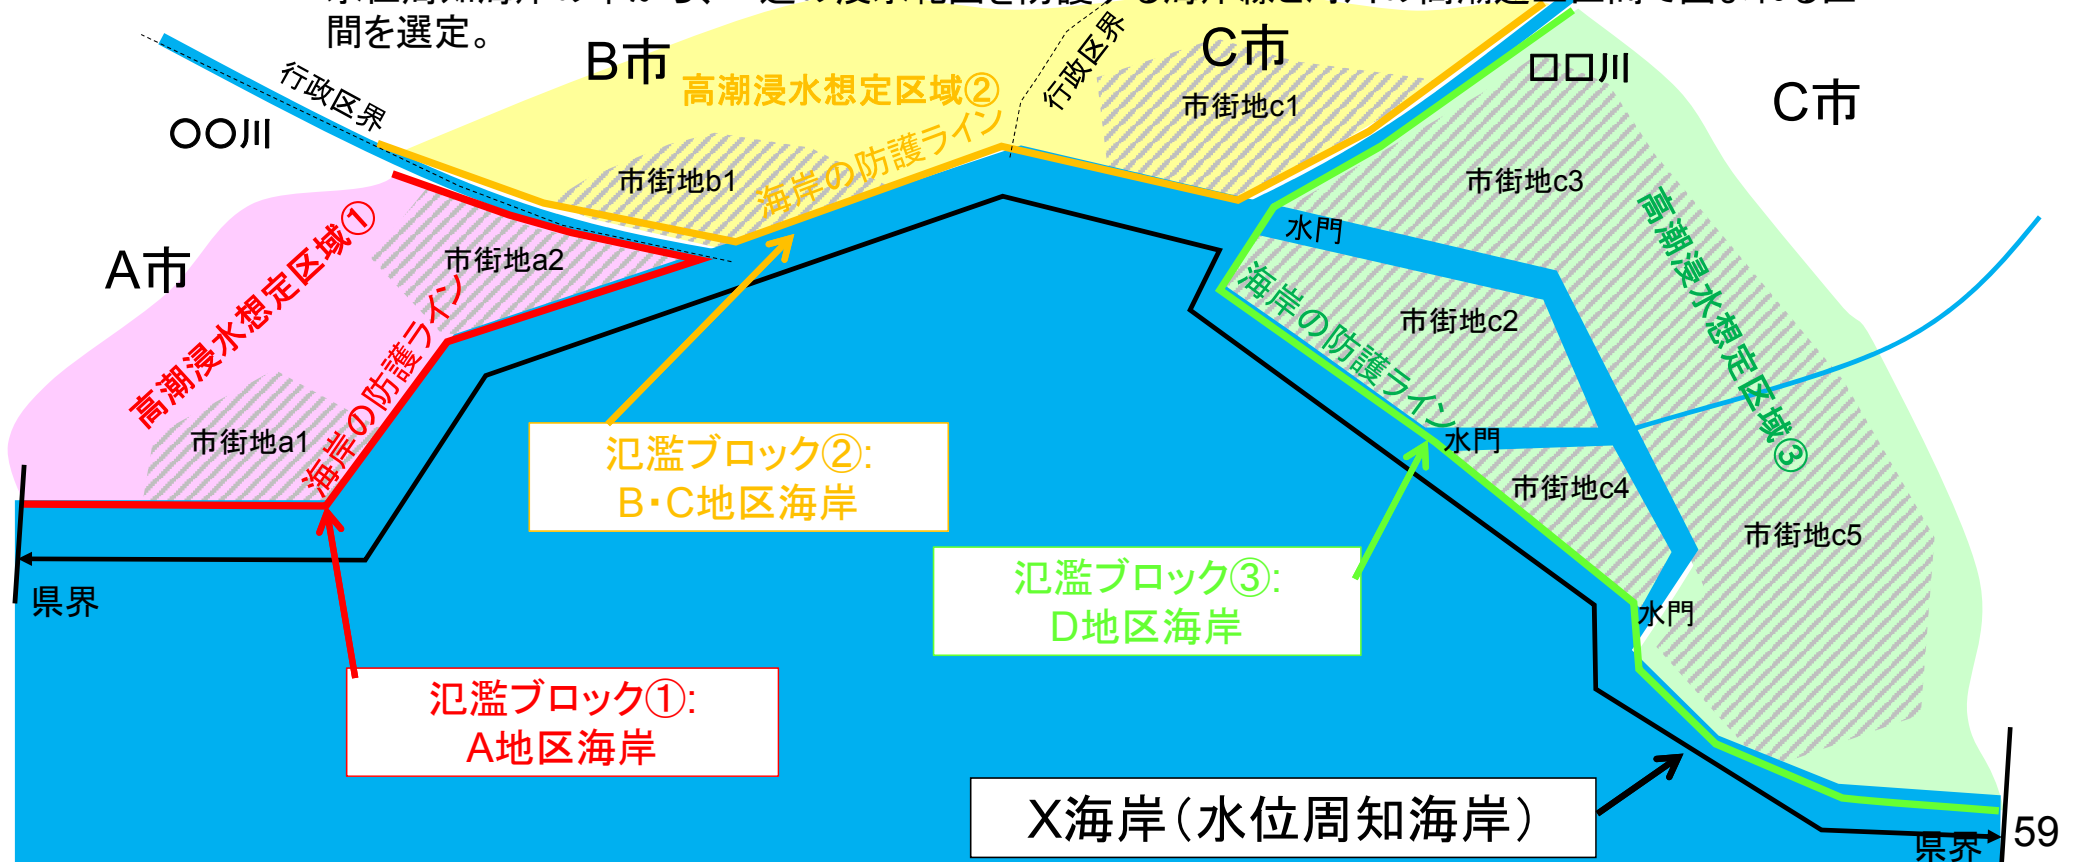 間を選定。
B市
C市
行政区界
行政区界
高潮浸水想定区域②
□□川
C市
〇〇川
市街地c1
市街地b1
海岸の防護ライン
市街地c3
高潮浸水想定区域③
A市
高潮浸水想定区域①
市街地a2
水門
海岸の防護ライン
市街地c2
海岸の防護ライン
市街地a1
水門
氾濫ブロック②:
B・C地区海岸
市街地c4
市街地c5
県界
氾濫ブロック③:
D地区海岸
水門
氾濫ブロック①:
A地区海岸
X海岸（水位周知海岸）
県界
59